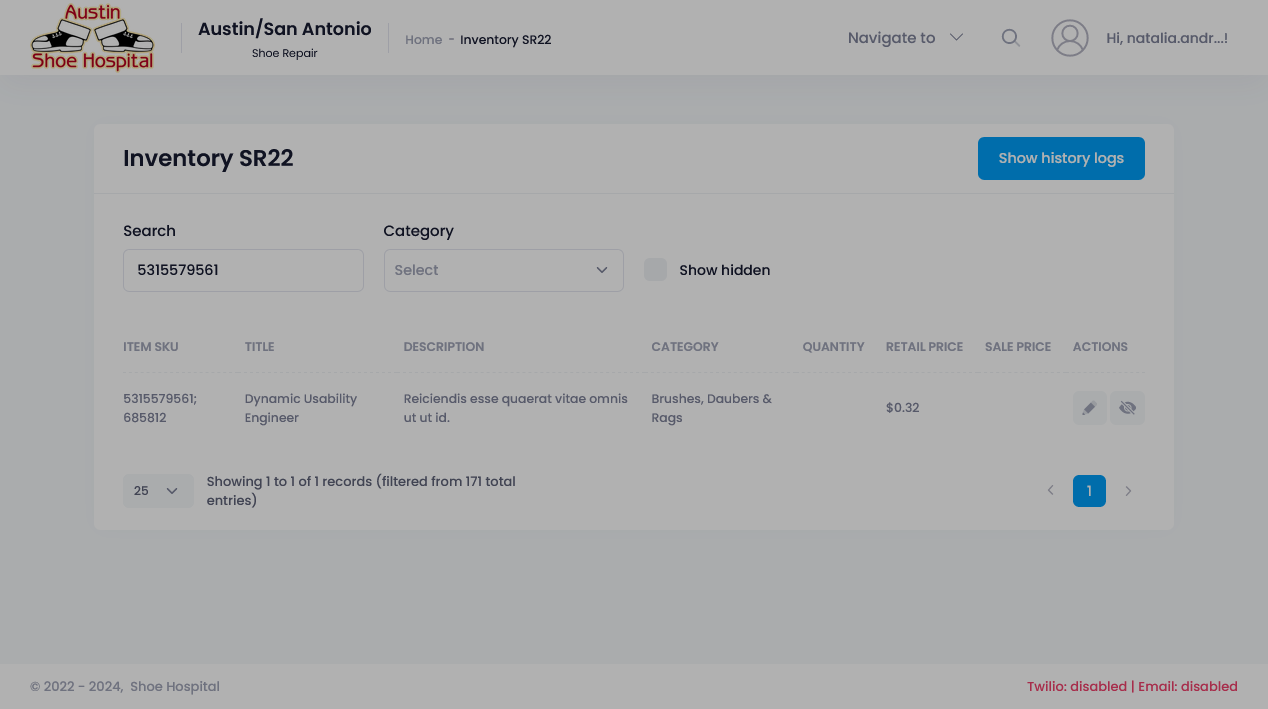 Austin
Shoe Hospital
Austin/San Antonio
Shoe Repair
Home - Inventory SR22
Navigate to
Hi, natalia.andr...!
Inventory SR22
Show history logs
Search
Category
5315579561
Select
Show hidden
ITEM SKU TITLE DESCRIPTION CATEGORY QUANTITY RETAIL PRICE SALE PRICE ACTIONS
5315579561; Dynamic Usability Reiciendis esse quaerat vitae omnis Brushes, Daubers &
685812 Engineer ut ut id. Rags
$0.32
25
Showing 1 to 1 of 1 records (filtered from 171 total
entries)
1
© 2022 - 2024, Shoe Hospital
Twilio: disabled | Email: disabled